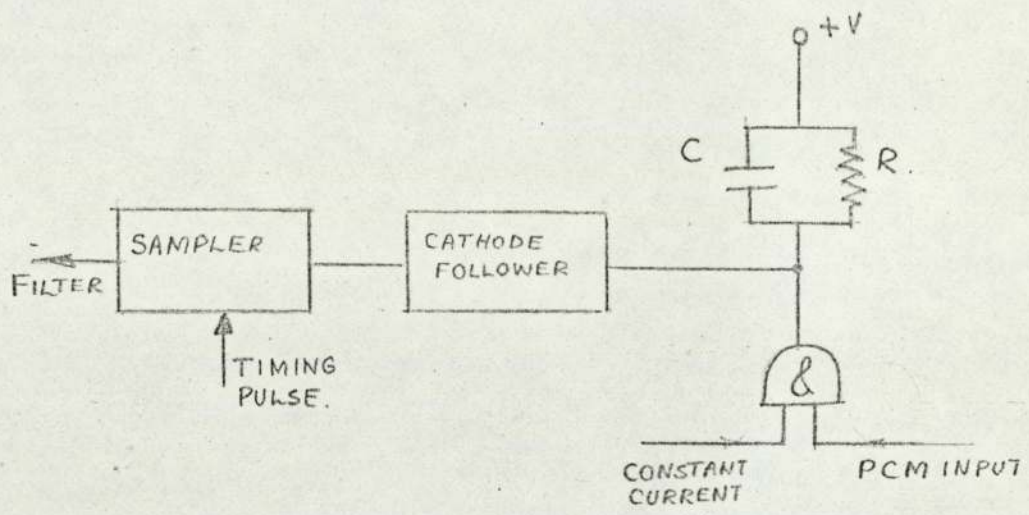 +V
C
R.
SAMPLER
CATHODE
FOLLOWER
FILTER
TIMING
PULSE.
&
CONSTANT
CURRENT
PCM INPUT